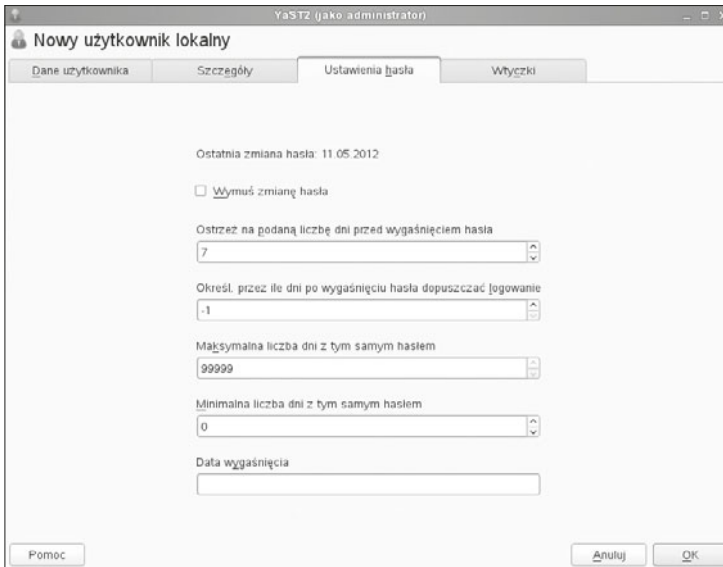 YaST2 (jako administrator)
Nowy użytkownik lokalny
Dane użytkownika
Szczegóły
Ustawienia hasła
Wtyczki
Ostatnia zmiana hasła: 11.05.2012
Wymuś zmianę hasła
Ostrzeż na podaną liczbę dni przed wygaśnięciem hasła
7
Okreśł. przez ile dni po wygaśnięciu hasła dopuszczać logowanie
-1
Maksymalna liczba dni z tym samym hasłem
99999
Minimalna liczba dni z tym samym hasłem
0
Data wygaśnięcia
Pomoc
Anuluj
OK